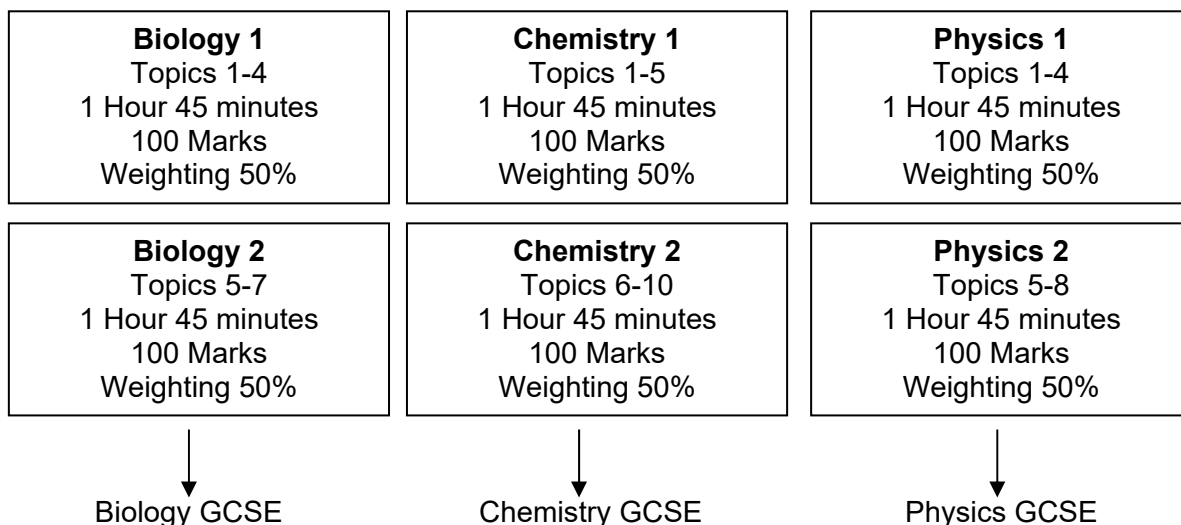 Biology 1
Topics 1-4
1 Hour 45 minutes
100 Marks
Weighting 50%
Chemistry 1
Topics 1-5
1 Hour 45 minutes
100 Marks
Weighting 50%
Physics 1
Topics 1-4
1 Hour 45 minutes
100 Marks
Weighting 50%
Biology 2
Topics 5-7
1 Hour 45 minutes
100 Marks
Weighting 50%
Chemistry 2
Topics 6-10
1 Hour 45 minutes
100 Marks
Weighting 50%
Physics 2
Topics 5-8
1 Hour 45 minutes
100 Marks
Weighting 50%
Biology GCSE
Chemistry GCSE
Physics GCSE